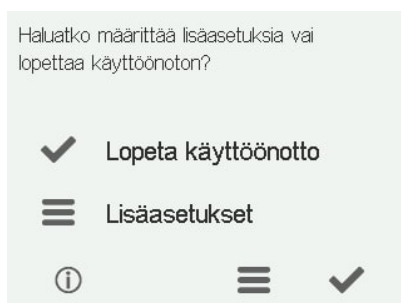 Haluatko määrittää lisäasetuksia vai
lopettaa käyttöönoton?
Lopeta käyttöönotto
Lisäasetukset